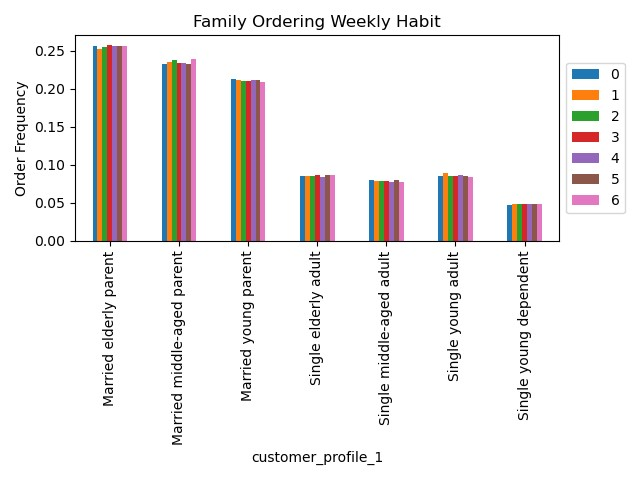 Family Ordering Weekly Habit
Order Frequency
0.25
0.20
0.15
0.10
0.05
0.00
Married elderly parent
Married middle-aged parent
Married young parent
Single elderly adult
Single middle-aged adult
Single young adult
Single young dependent
customer_profile_1
0
1
2
3
4
5
6